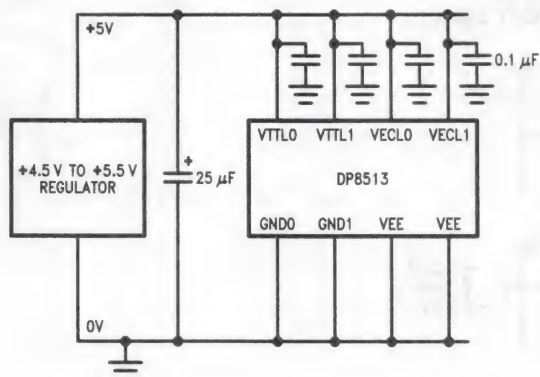 +5V
0.1 μF
VTTL0 VTTL1 VECL0 VECL1
+4.5 V TO +5.5 V
REGULATOR
+
25 μF
DP8513
GND0 GND1 VEE VEE
0V